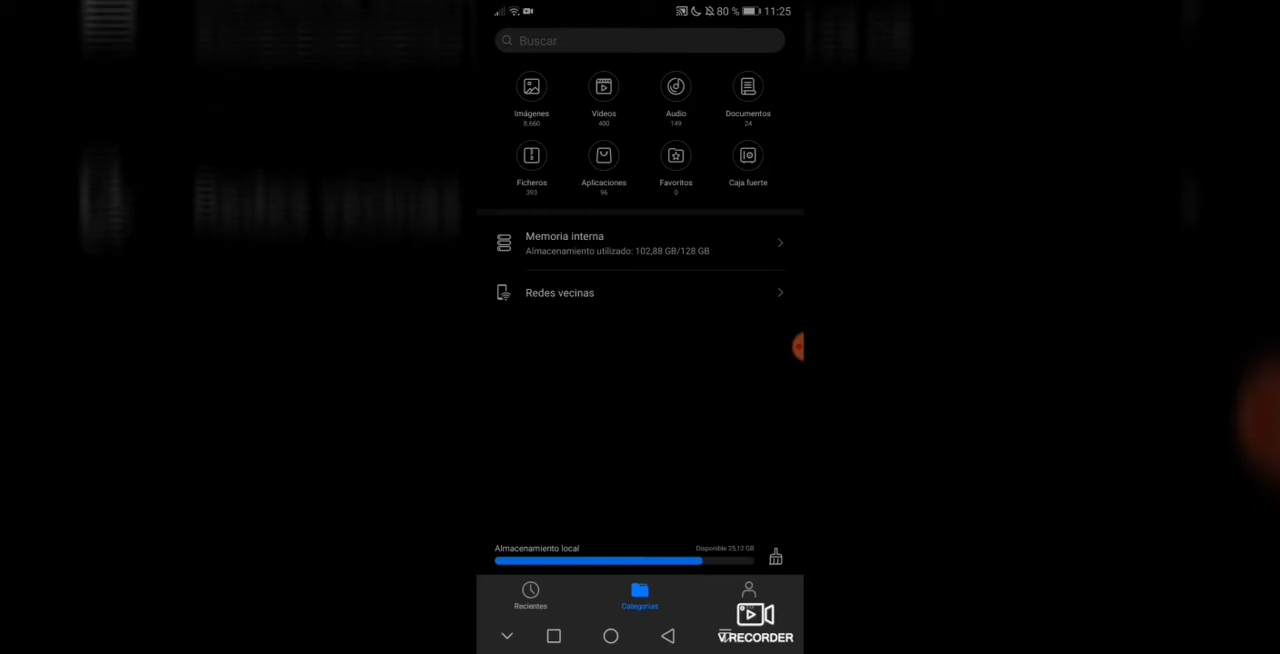 80 % 11:25
Buscar
Imágenes
8.660
Vídeos
400
Audio
149
Documentos
24
Ficheros
393
Aplicaciones
96
Favoritos
0
Caja fuerte
Memoria interna
Almacenamiento utilizado: 102,88 GB/128 GB
Redes vecinas
Almacenamiento local
Disponible 25,12 GB
Recientes
Categorías
VRECORDER